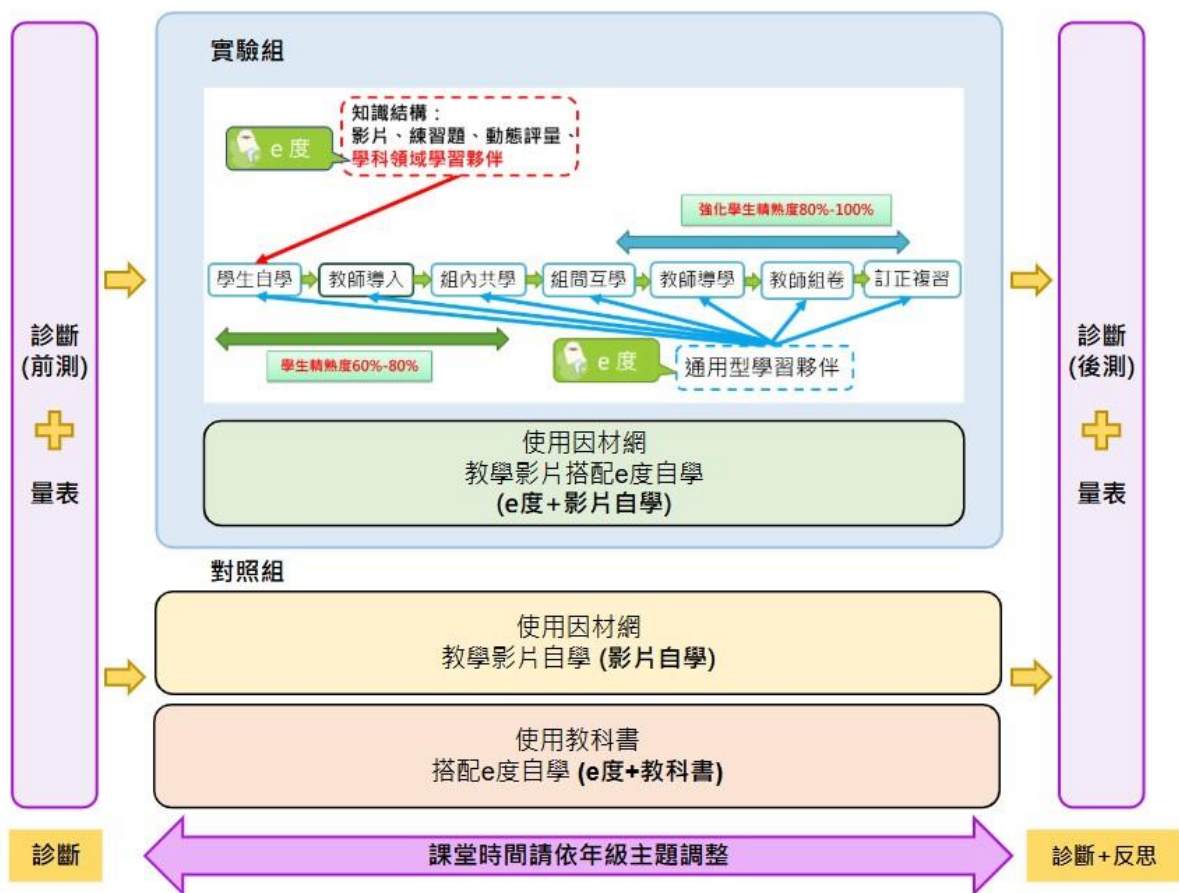 實驗組
知識結構：
影片、練習題、動態評量、
學科領域學習夥伴
e度
強化學生精熟度80%-100%
學生自學
教師導入
組內共學
組間互學
教師導學
教師組卷
訂正複習
學生精熟度60%-80%
e度
通用型學習夥伴
使用因材網
教學影片搭配e度自學
(e度+影片自學)
診斷
(前測)
量表
診斷
(後測)
量表
對照組
使用因材網
教學影片自學 (影片自學)
使用教科書
搭配e度自學 (e度+教科書)
診斷
課堂時間請依年級主題調整
診斷+反思